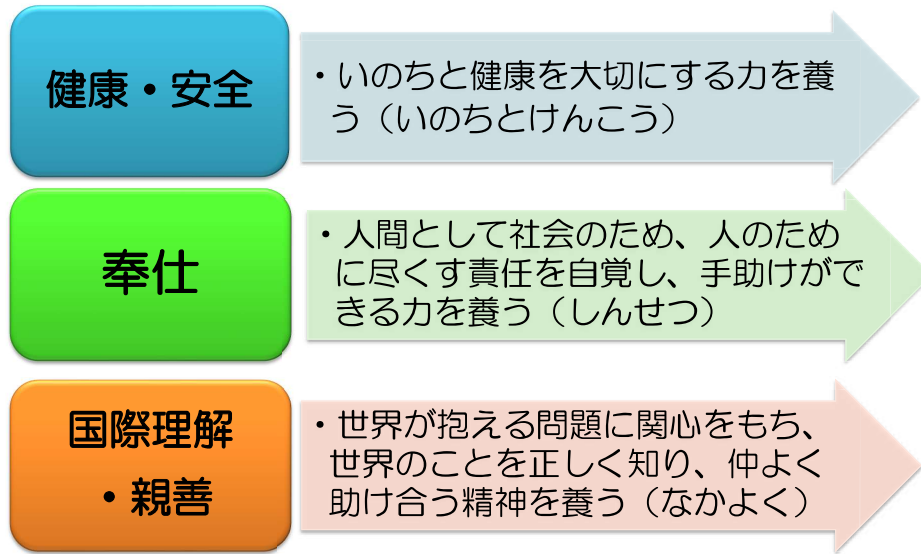 健康・安全
・いのちと健康を大切にする力を養
う（いのちとけんこう）
奉仕
・人間として社会のため、人のため
に尽くす責任を自覚し、手助けがで
きる力を養う（しんせつ）
国際理解
・親善
・世界が抱える問題に関心をもち、
世界のことを正しく知り、仲よく
助け合う精神を養う（なかよく）